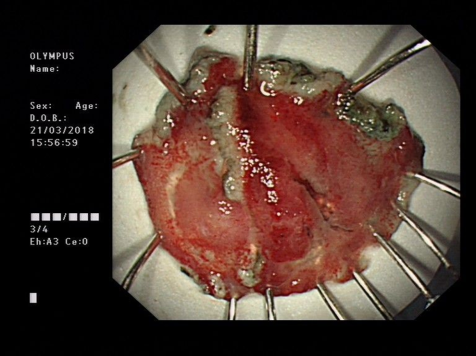 OLYMPUS
Name:
Sex: Age:
D.O.B.:
21/03/2018
15:56:59
■■■/■■■
3/4
Eh:A3 Ce:0